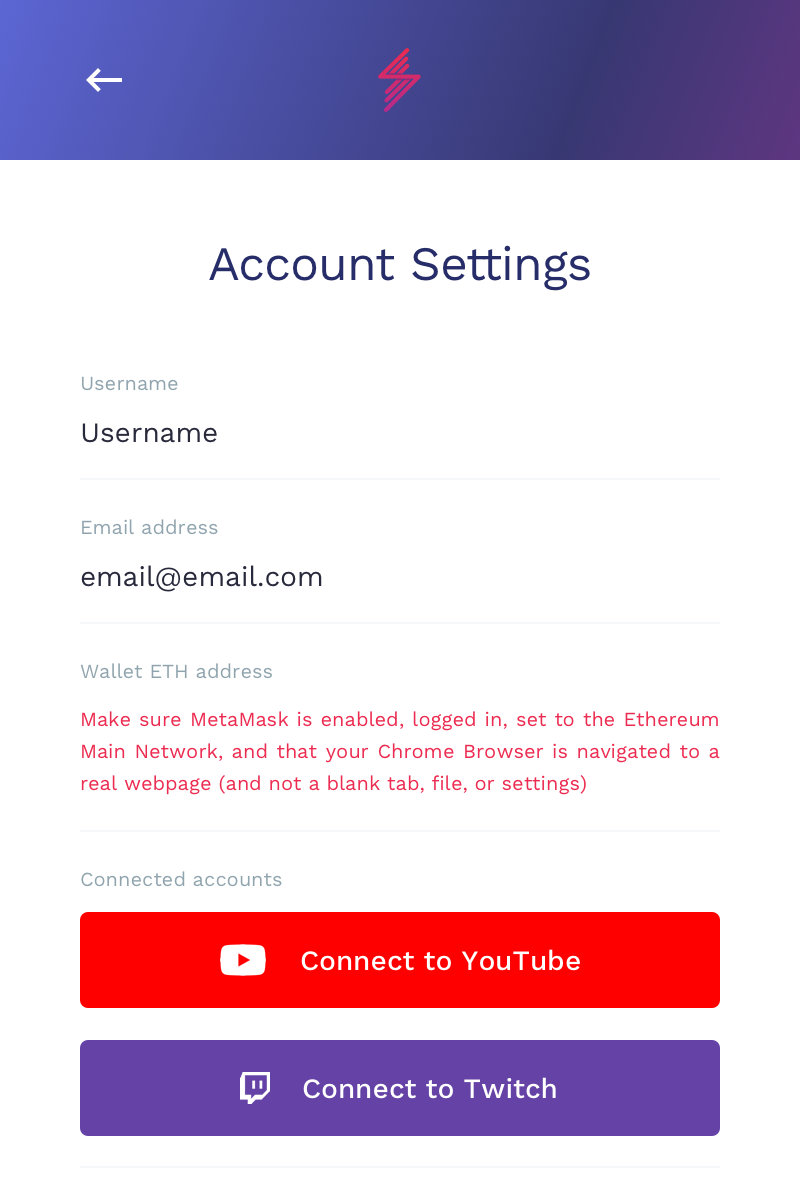 Account Settings
Username
Username
Email address
email@email.com
Wallet ETH address
Make sure MetaMask is enabled, logged in, set to the Ethereum
Main Network, and that your Chrome Browser is navigated to a
real webpage (and not a blank tab, file, or settings)
Connected accounts
Connect to YouTube
Connect to Twitch